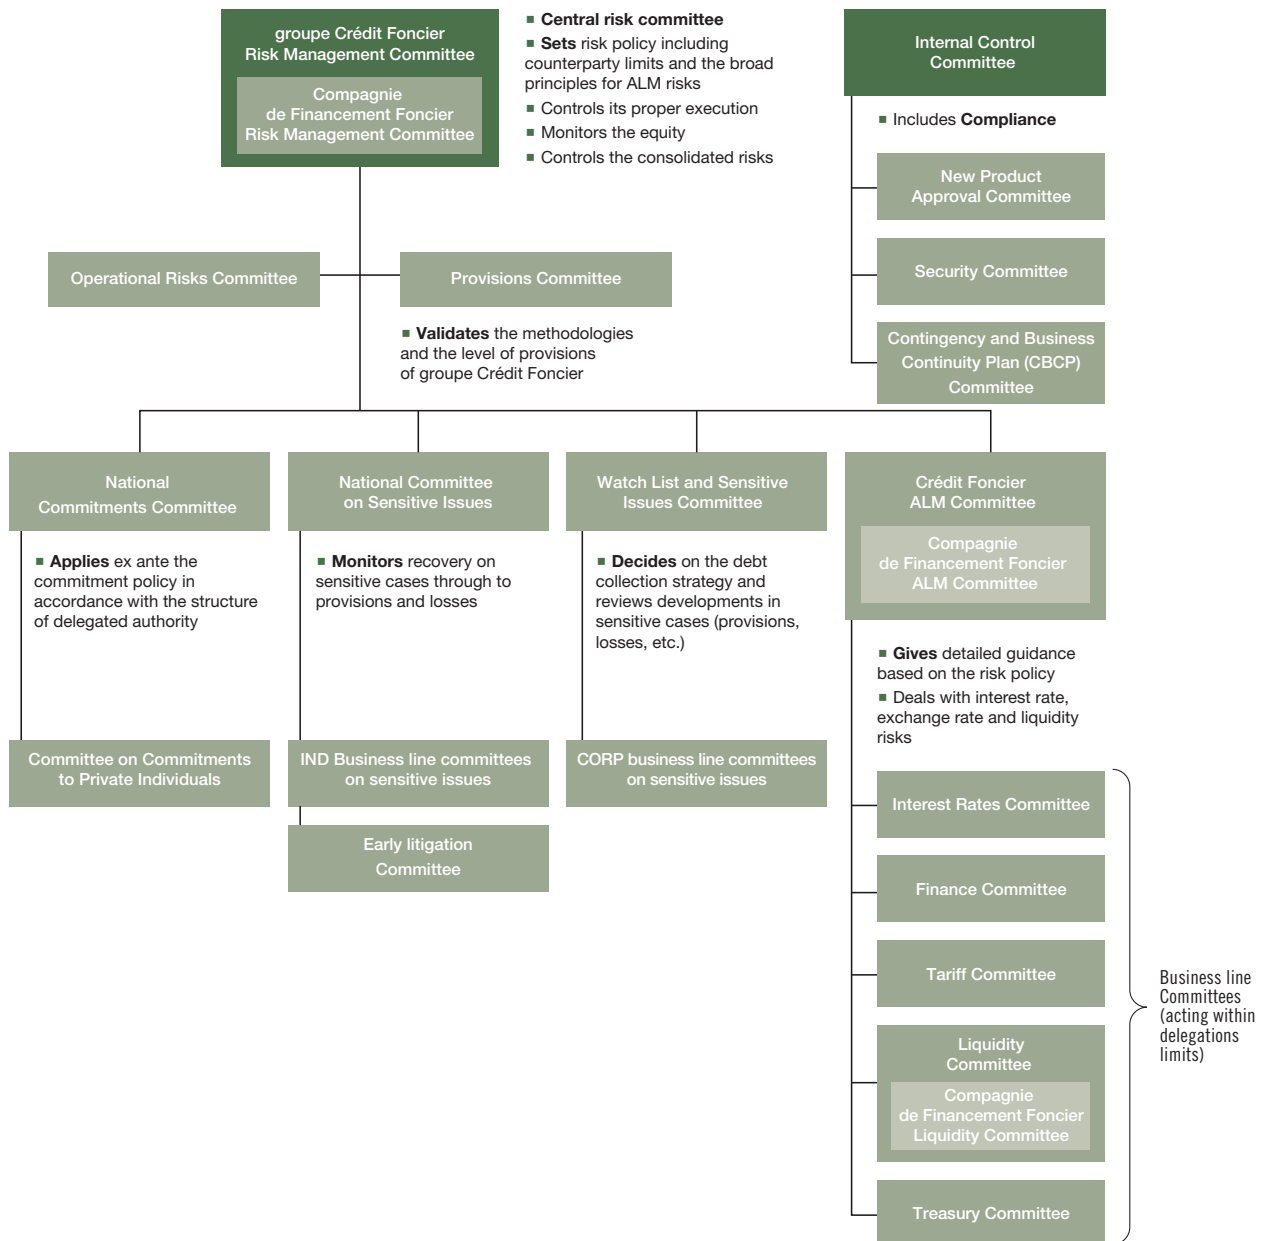 groupe Crédit Foncier
Risk Management Committee
Compagnie
de Financement Foncier
Risk Management Committee
■ Central risk committee
■ Sets risk policy including
counterparty limits and the broad
principles for ALM risks
■ Controls its proper execution
■ Monitors the equity
■ Controls the consolidated risks
Internal Control
Committee
■ Includes Compliance
New Product
Approval Committee
Security Committee
Contingency and Business
Continuity Plan (CBCP)
Committee
Operational Risks Committee
Provisions Committee
■ Validates the methodologies
and the level of provisions
of groupe Crédit Foncier
National
Commitments Committee
■ Applies ex ante the
commitment policy in
accordance with the structure
of delegated authority
Committee on Commitments
to Private Individuals
National Committee
on Sensitive Issues
■ Monitors recovery on
sensitive cases through to
provisions and losses
IND Business line committees
on sensitive issues
Early litigation
Committee
Watch List and Sensitive
Issues Committee
■ Decides on the debt
collection strategy and
reviews developments in
sensitive cases (provisions,
losses, etc.)
CORP business line committees
on sensitive issues
Crédit Foncier
ALM Committee
Compagnie
de Financement Foncier
ALM Committee
■ Gives detailed guidance
based on the risk policy
■ Deals with interest rate,
exchange rate and liquidity
risks
Interest Rates Committee
Finance Committee
Tariff Committee
Liquidity
Committee
Compagnie
de Financement Foncier
Liquidity Committee
Treasury Committee
Business line
Committees
(acting within
delegations
limits)